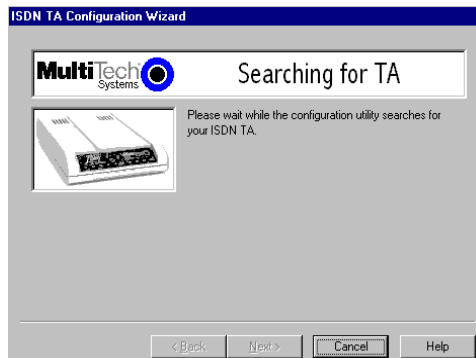 ISDN TA Configuration Wizard
MultiTech
Systems
Searching for TA
Please wait while the configuration utility searches for
your ISDN TA.
< Back
Next >
Cancel
Help